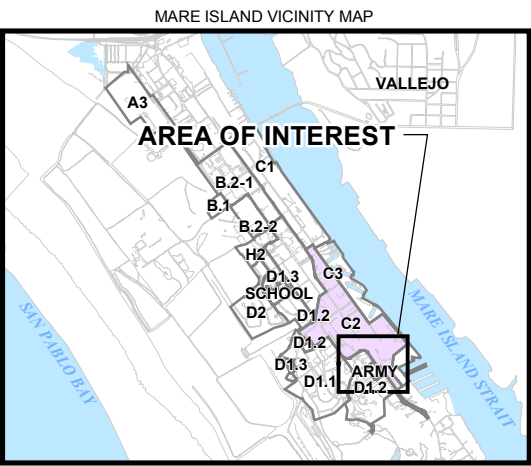 MARE ISLAND VICINITY MAP
VALLEJO
A3
AREA OF INTEREST
C1
B.2-1
B.1
B.2-2
H2
D1.3
C3
SCHOOL
D2
D1.2
C2
D1.2
D1.3
ARMY
D1.1
D1.2
SAN PABLO BAY
MARE ISLAND STRAIT